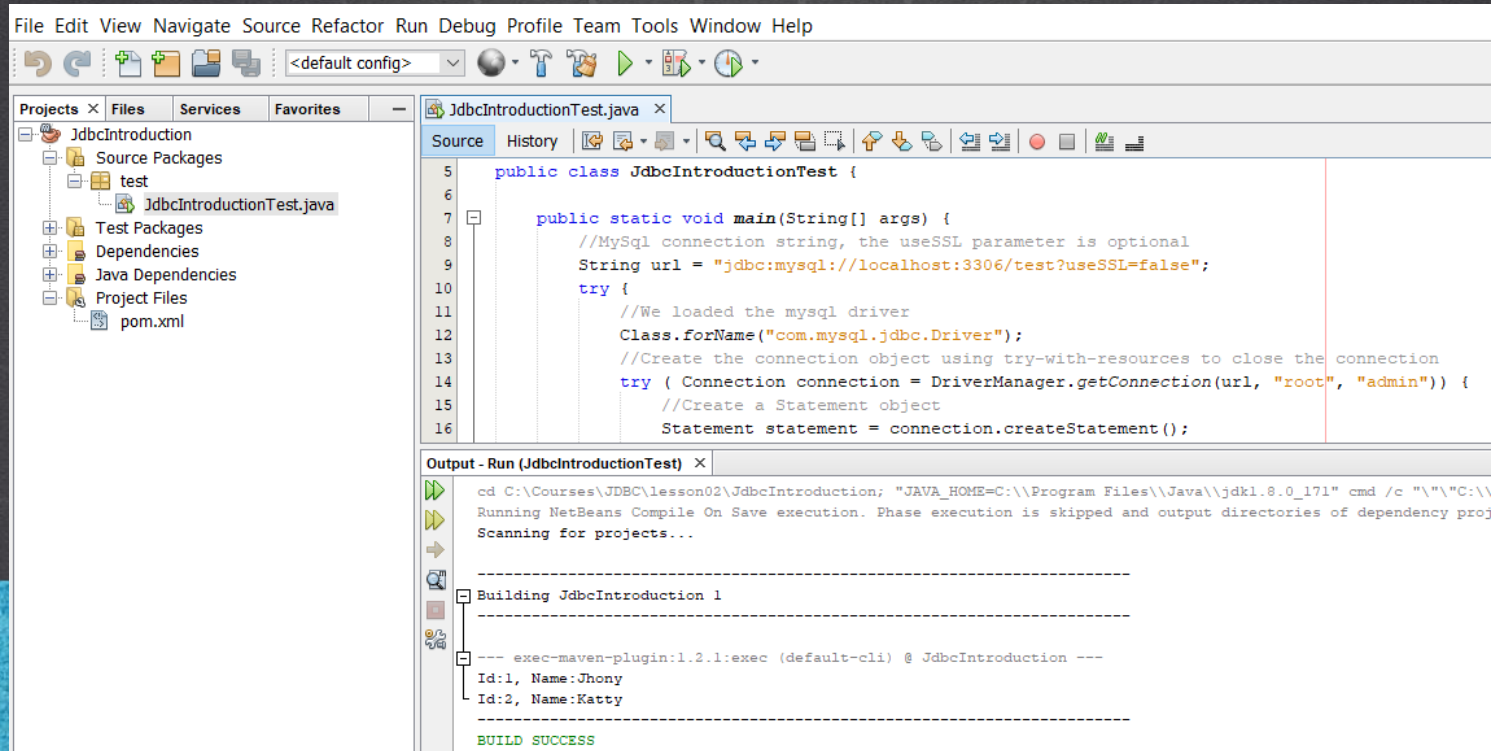 File Edit View Navigate Source Refactor Run Debug Profile Team Tools Window Help
<default config>
Projects Files Services Favorites
JdbcIntroduction
Source Packages
test
JdbcIntroductionTest.java
Test Packages
Dependencies
Java Dependencies
Project Files
pom.xml
JdbcIntroductionTest.java
Source History
5 public class JdbcIntroductionTest {
6
7 public static void main(String[] args) {
8 //MySql connection string, the useSSL parameter is optional
9 String url = "jdbc:mysql://localhost:3306/test?useSSL=false";
10 try {
11 //We loaded the mysql driver
12 Class.forName("com.mysql.jdbc.Driver");
13 //Create the connection object using try-with-resources to close the connection
14 try ( Connection connection = DriverManager.getConnection(url, "root", "admin")) {
15 //Create a Statement object
16 Statement statement = connection.createStatement();
Output - Run (JdbcIntroductionTest)
cd C:\Courses\JDBC\lesson02\JdbcIntroduction; "JAVA_HOME=C:\\Program Files\\Java\\jdk1.8.0_171" cmd /c "\"\"C:\\
Running NetBeans Compile On Save execution. Phase execution is skipped and output directories of dependency proj
Scanning for projects...
------------------------------------------------------------------------
Building JdbcIntroduction 1
------------------------------------------------------------------------
--- exec-maven-plugin:1.2.1:exec (default-cli) @ JdbcIntroduction ---
Id:1, Name:Jhony
Id:2, Name:Katty
------------------------------------------------------------------------
BUILD SUCCESS